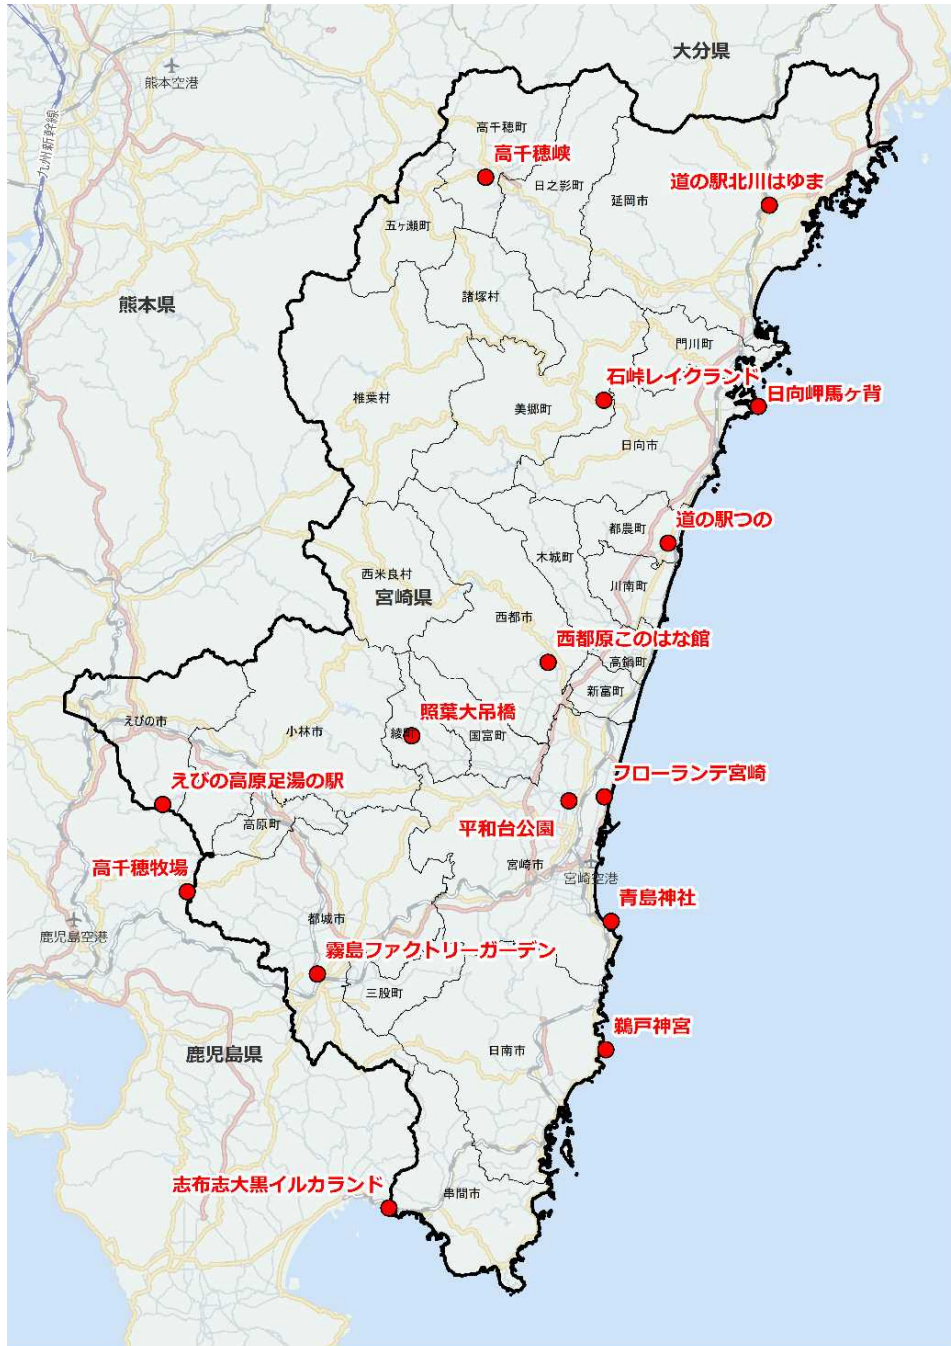 大分県
熊本空港
九州新幹線
高千穂町
高千穂峡
日之影町
道の駅北川はゆま
延岡市
五ヶ瀬町
諸塚村
熊本県
門川町
石峠レイクランド
日向岬馬ヶ背
椎葉村
美郷町
日向市
道の駅つの
都農町
木城町
西米良村
川南町
宮崎県
西都市
西都原このはな館
高鍋町
新富町
照葉大吊橋
えびの市
小林市
綾町
国富町
フローランテ宮崎
えびの高原足湯の駅
高原町
平和台公園
高千穂牧場
宮崎市
宮崎空港
都城市
青島神社
鹿児島空港
霧島ファクトリーガーデン
三股町
鵜戸神宮
鹿児島県
日南市
志布志大黒イルカランド
串間市